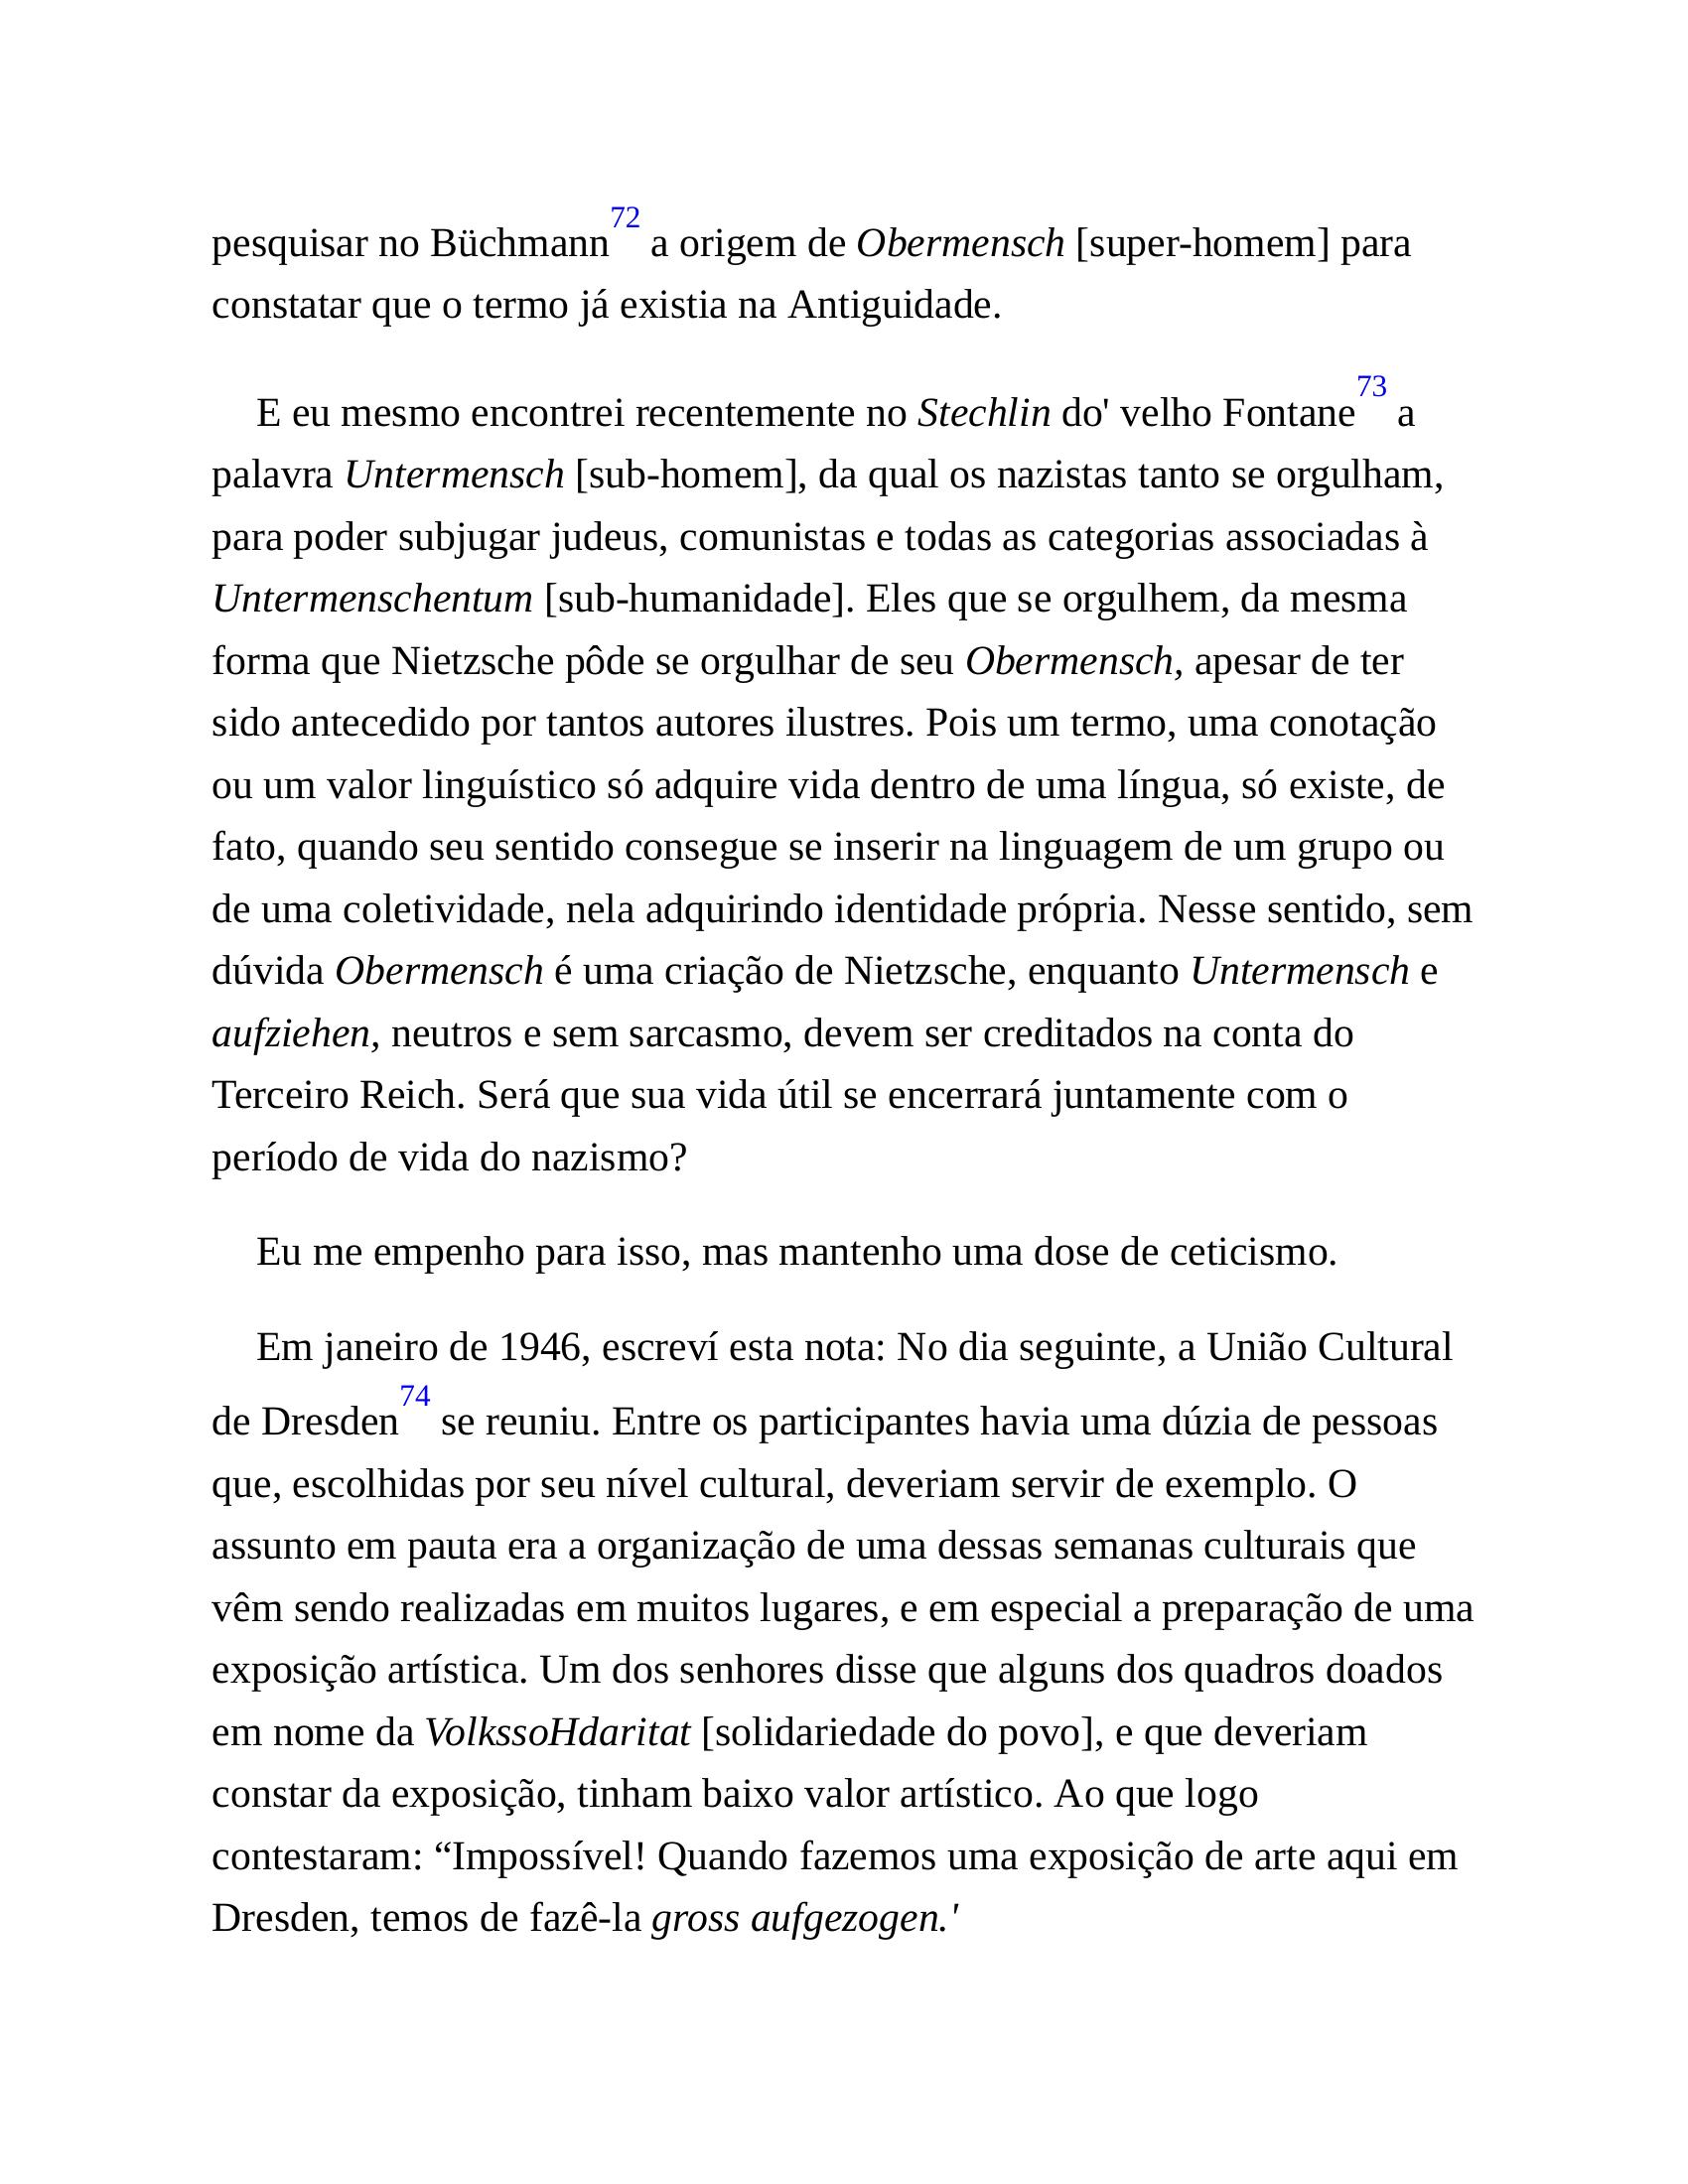 pesquisar no Büchmann72 a origem de Obermensch [super-homem] para
constatar que o termo já existia na Antiguidade.
E eu mesmo encontrei recentemente no Stechlin do' velho Fontane73 a
palavra Untermensch [sub-homem], da qual os nazistas tanto se orgulham,
para poder subjugar judeus, comunistas e todas as categorias associadas à
Untermenschentum [sub-humanidade]. Eles que se orgulhem, da mesma
forma que Nietzsche pôde se orgulhar de seu Obermensch, apesar de ter
sido antecedido por tantos autores ilustres. Pois um termo, uma conotação
ou um valor linguístico só adquire vida dentro de uma língua, só existe, de
fato, quando seu sentido consegue se inserir na linguagem de um grupo ou
de uma coletividade, nela adquirindo identidade própria. Nesse sentido, sem
dúvida Obermensch é uma criação de Nietzsche, enquanto Untermensch e
aufziehen, neutros e sem sarcasmo, devem ser creditados na conta do
Terceiro Reich. Será que sua vida útil se encerrará juntamente com o
período de vida do nazismo?
Eu me empenho para isso, mas mantenho uma dose de ceticismo.
Em janeiro de 1946, escreví esta nota: No dia seguinte, a União Cultural
de Dresden74 se reuniu. Entre os participantes havia uma dúzia de pessoas
que, escolhidas por seu nível cultural, deveriam servir de exemplo. O
assunto em pauta era a organização de uma dessas semanas culturais que
vêm sendo realizadas em muitos lugares, e em especial a preparação de uma
exposição artística. Um dos senhores disse que alguns dos quadros doados
em nome da VolkssoHdaritat [solidariedade do povo], e que deveriam
constar da exposição, tinham baixo valor artístico. Ao que logo
contestaram: “Impossível! Quando fazemos uma exposição de arte aqui em
Dresden, temos de fazê-la gross aufgezogen.'